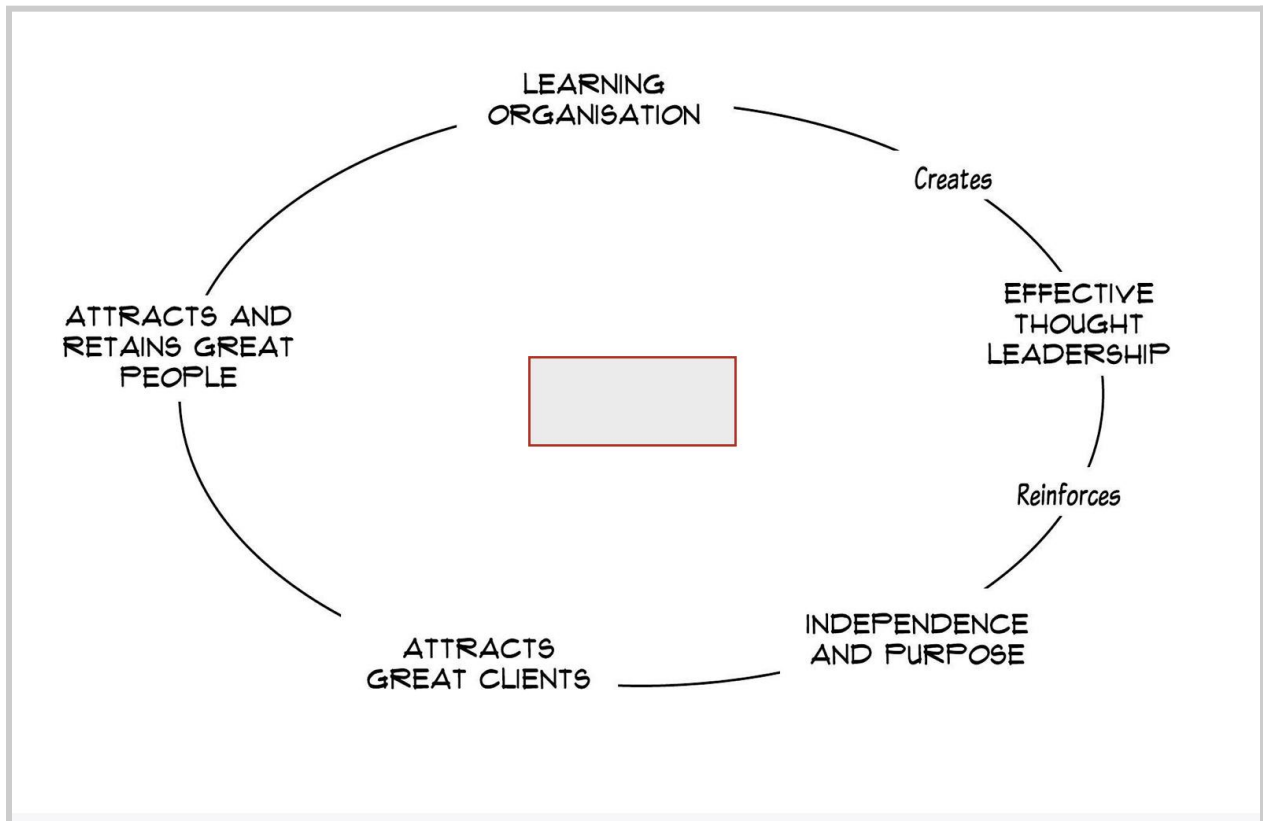 LEARNING
ORGANISATION
Creates
EFFECTIVE
THOUGHT
LEADERSHIP
Reinforces
INDEPENDENCE
AND PURPOSE
ATTRACTS
GREAT CLIENTS
ATTRACTS AND
RETAINS GREAT
PEOPLE